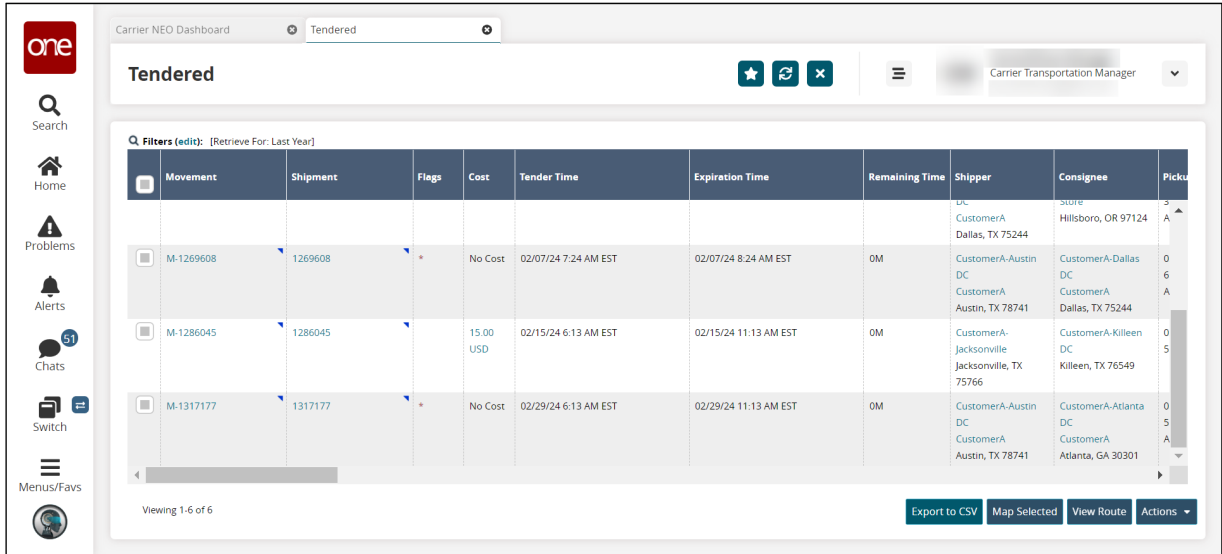 one
Search
Home
Problems
Alerts
51
Chats
Switch
Menus/Favs
Carrier NEO Dashboard
Tendered
Tendered
Carrier Transportation Manager
Filters (edit): [Retrieve For: Last Year]
Movement Shipment Flags Cost Tender Time Expiration Time Remaining Time Shipper Consignee Picku
DC Store 3
CustomerA Hillsboro, OR 97124 A
Dallas, TX 75244
M-1269608 1269608 * No Cost 02/07/24 7:24 AM EST 02/07/24 8:24 AM EST 0M CustomerA-Austin CustomerA-Dallas 0
DC DC 6
CustomerA CustomerA A
Austin, TX 78741 Dallas, TX 75244
M-1286045 1286045 15.00 02/15/24 6:13 AM EST 02/15/24 11:13 AM EST 0M CustomerA- CustomerA-Killeen 0
USD Jacksonville DC 5
Jacksonville, TX Killeen, TX 76549
75766
M-1317177 1317177 * No Cost 02/29/24 6:13 AM EST 02/29/24 11:13 AM EST 0M CustomerA-Austin CustomerA-Atlanta 0
DC DC 5
CustomerA CustomerA A
Austin, TX 78741 Atlanta, GA 30301
Viewing 1-6 of 6
Export to CSV Map Selected View Route Actions